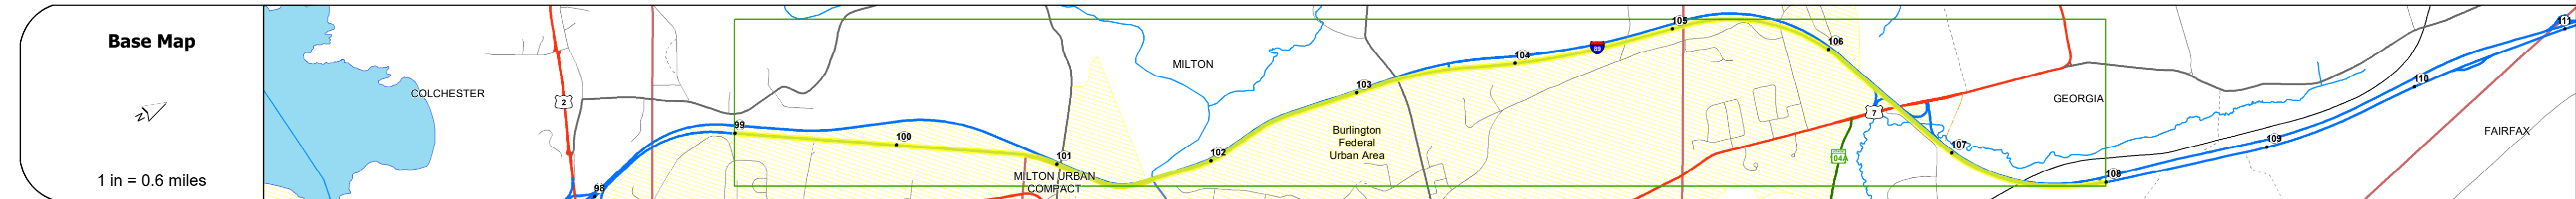 Base Map
1 in = 0.6 miles
COLCHESTER
2
98
99
100
101
MILTON URBAN
COMPACT
MILTON
102
103
Burlington
Federal
Urban Area
104
89
105
106
7
104A
107
GEORGIA
108
109
110
FAIRFAX
111